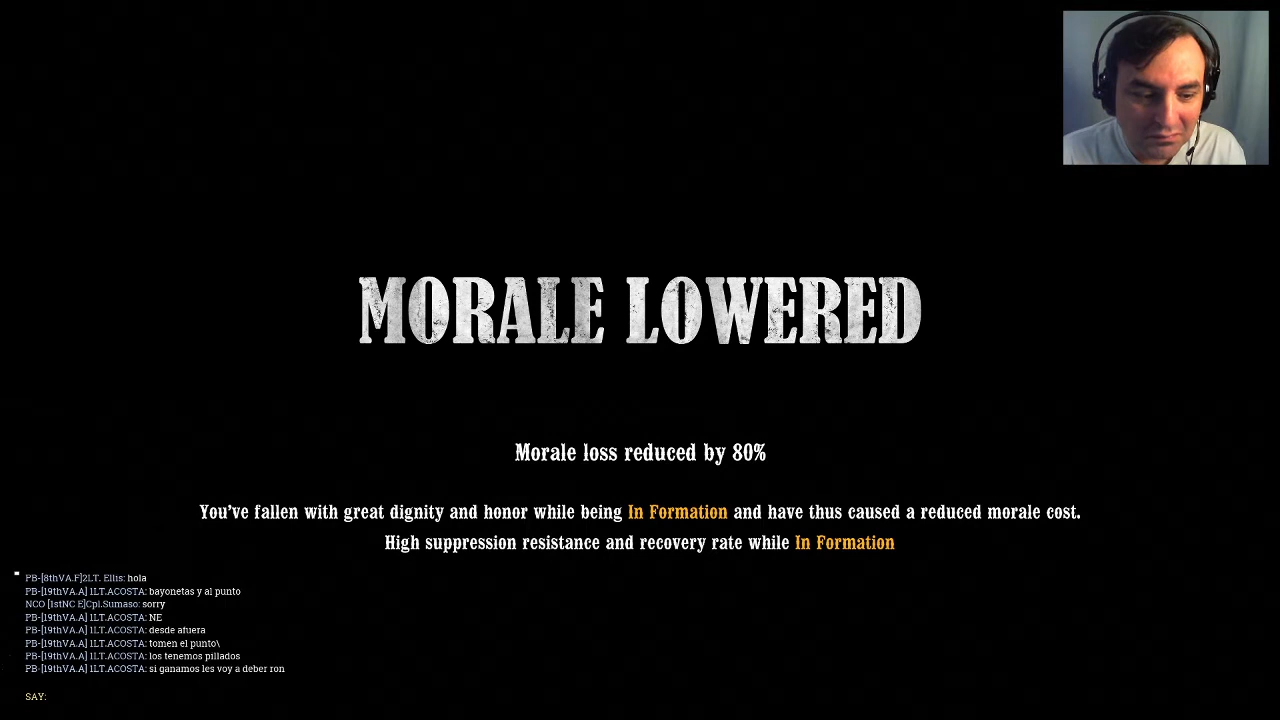 MORALE LOWERED
Morale loss reduced by 80%
You've fallen with great dignity and honor while being In Formation and have thus caused a reduced morale cost.
High suppression resistance and recovery rate while In Formation
PB-[8thVA.F]2LT. Ellis: hola
PB-[19thVA.A] 1LT.ACOSTA: bayonetas y al punto
NCO [1stNC E]Cpl.Sumaso: sorry
PB-[19thVA.A] 1LT.ACOSTA: NE
PB-[19thVA.A] 1LT.ACOSTA: desde afuera
PB-[19thVA.A] 1LT.ACOSTA: tomen el punto\
PB-[19thVA.A] 1LT.ACOSTA: los tenemos pillados
PB-[19thVA.A] 1LT.ACOSTA: si ganamos les voy a deber ron
SAY: